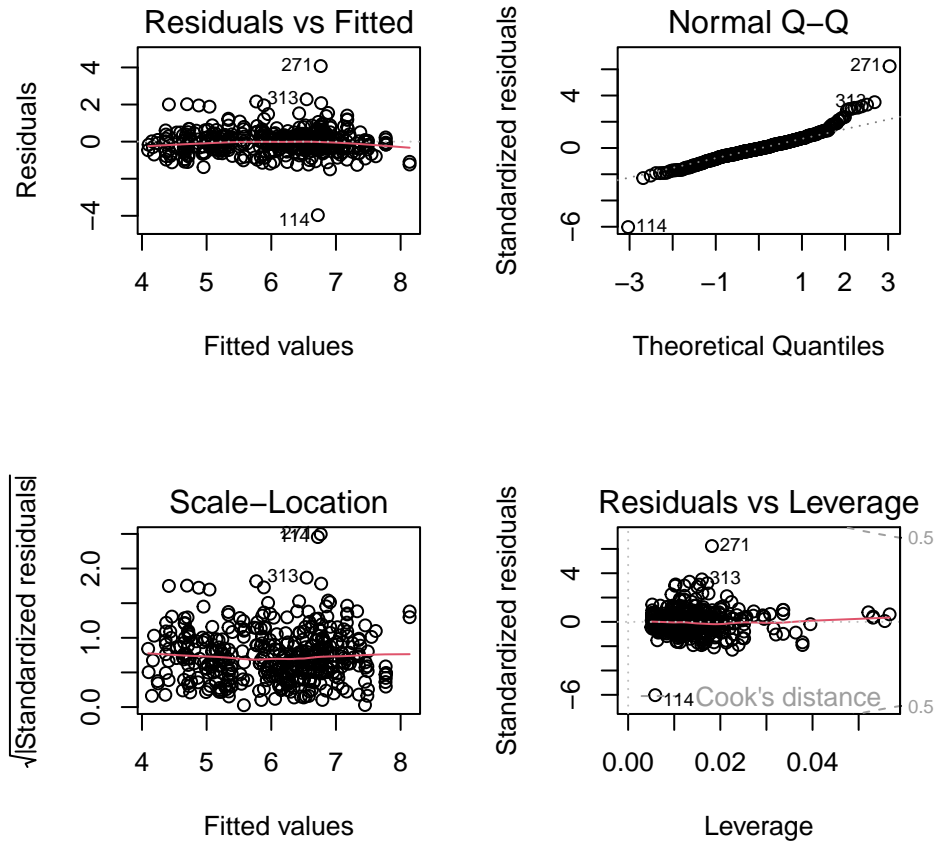 Residuals vs Fitted
Residuals
4
2
0
−4
271
313
114
4 5 6 7 8
Fitted values
Normal Q−Q
Standardized residuals
4
0
−6
271
313
114
−3 −1 1 2 3
Theoretical Quantiles
Scale−Location
√|Standardized residuals|
2.0
1.0
0.0
114
313
4 5 6 7 8
Fitted values
Residuals vs Leverage
Standardized residuals
4
0
−6
271
313
114
Cook's distance
0.5
0.5
0.00 0.02 0.04
Leverage